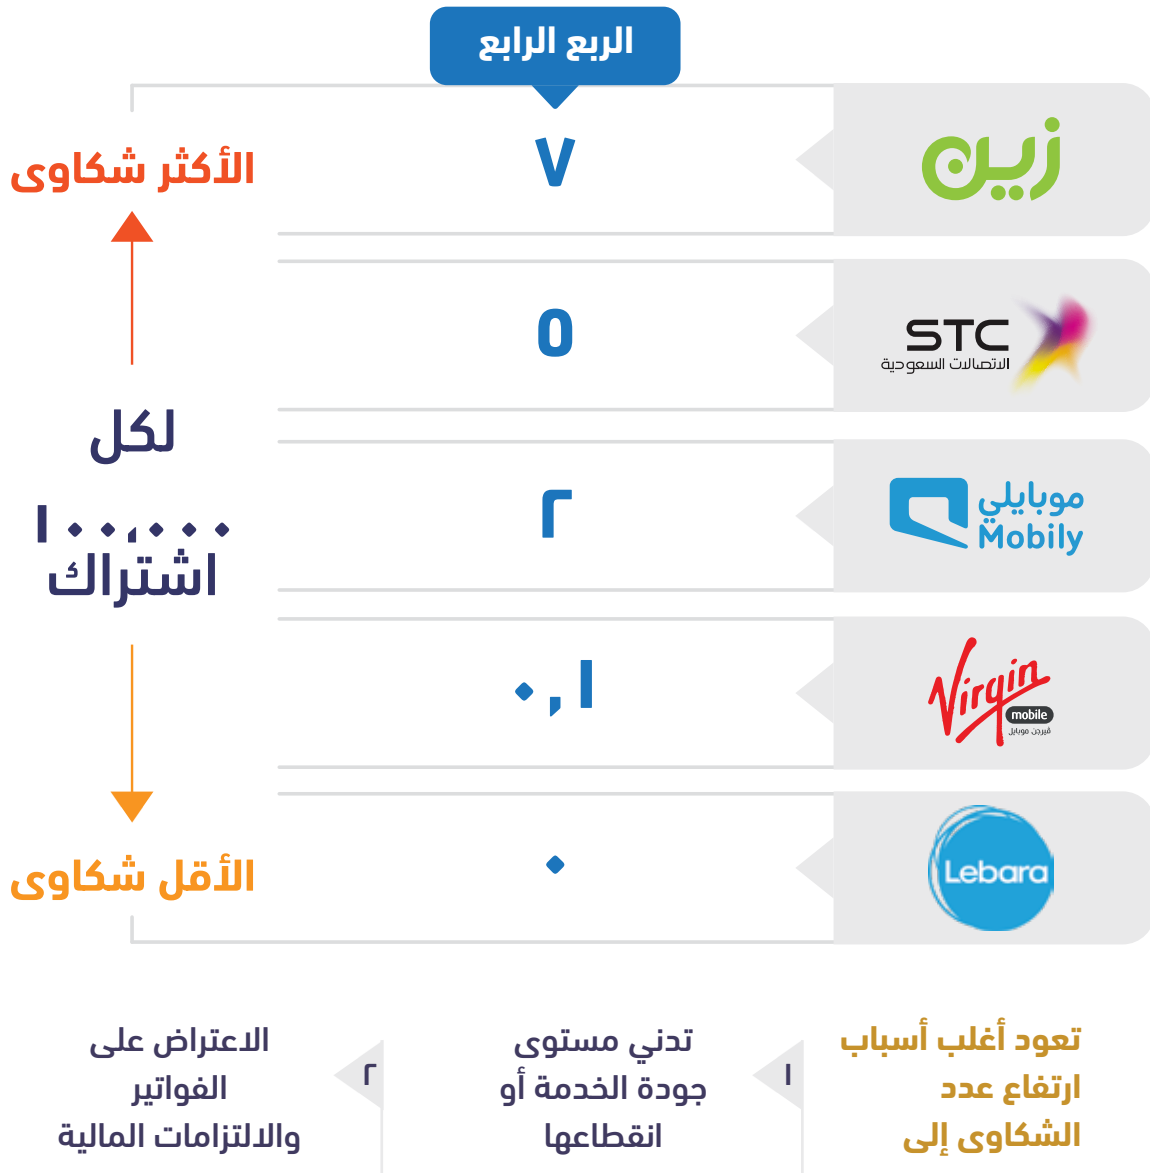 الربع الرابع
زين
٧
الأكثر شكاوى
STC
الاتصالات السعودية
٥
لكل
١٠٠,٠٠٠
اشتراك
موبايلي
Mobily
٢
Virgin
mobile
فيرجن موبايل
٠,١
Lebara
٠
الأقل شكاوى
تعود أغلب أسباب
ارتفاع عدد
الشكاوى إلى
١
تدني مستوى
جودة الخدمة أو
انقطاعها
٢
الاعتراض على
الفواتير
والالتزامات المالية